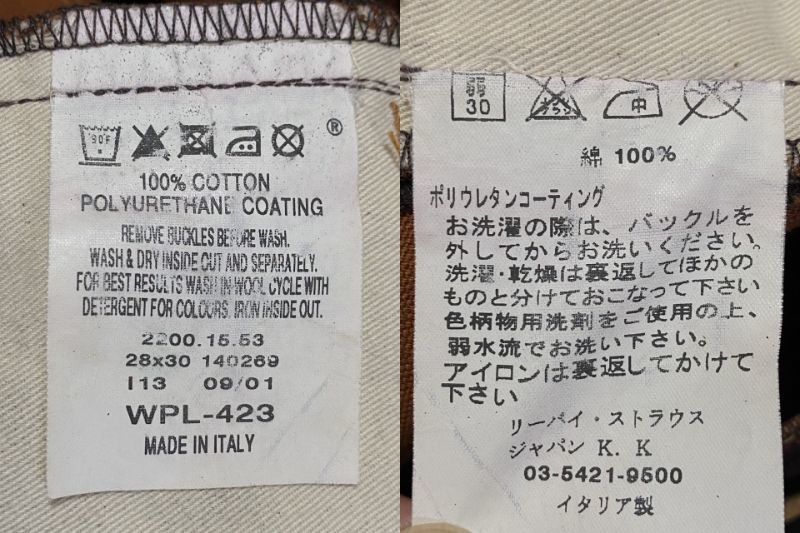 90F
®
100% COTTON
POLYURETHANE COATING
REMOVE BUCKLES BEFORE WASH.
WASH & DRY INSIDE OUT AND SEPARATELY.
FOR BEST RESULTS WASH IN WOOL CYCLE WITH
DETERGENT FOR COLOURS. IRON INSIDE OUT.
2200.15.53
28x30 140269
I13 09/01
WPL-423
MADE IN ITALY
弱
30
エンソ
サラシ
中
綿 100%
ポリウレタンコーティング
お洗濯の際は、バックルを
外してからお洗いください。
洗濯・乾燥は裏返してほかの
ものと分けておこなって下さい
色柄物用洗剤をご使用の上、
弱水流でお洗い下さい。
アイロンは裏返してかけて
下さい
リーバイ・ストラウス
ジャパン K. K
03-5421-9500
イタリア製